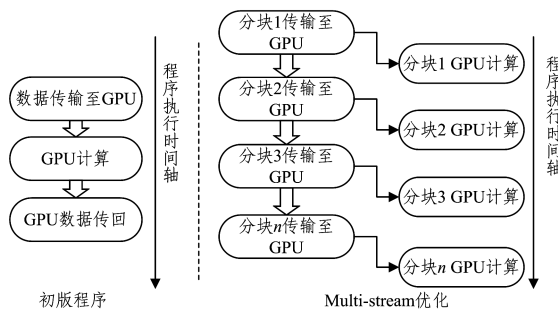 程序执行时间轴
数据传输至GPU
GPU计算
GPU数据传回
初版程序
分块1传输至
GPU
分块1 GPU计算
分块2传输至
GPU
分块2 GPU计算
分块3传输至
GPU
分块3 GPU计算
分块n传输至
GPU
分块n GPU计算
程序执行时间轴
Multi-stream优化